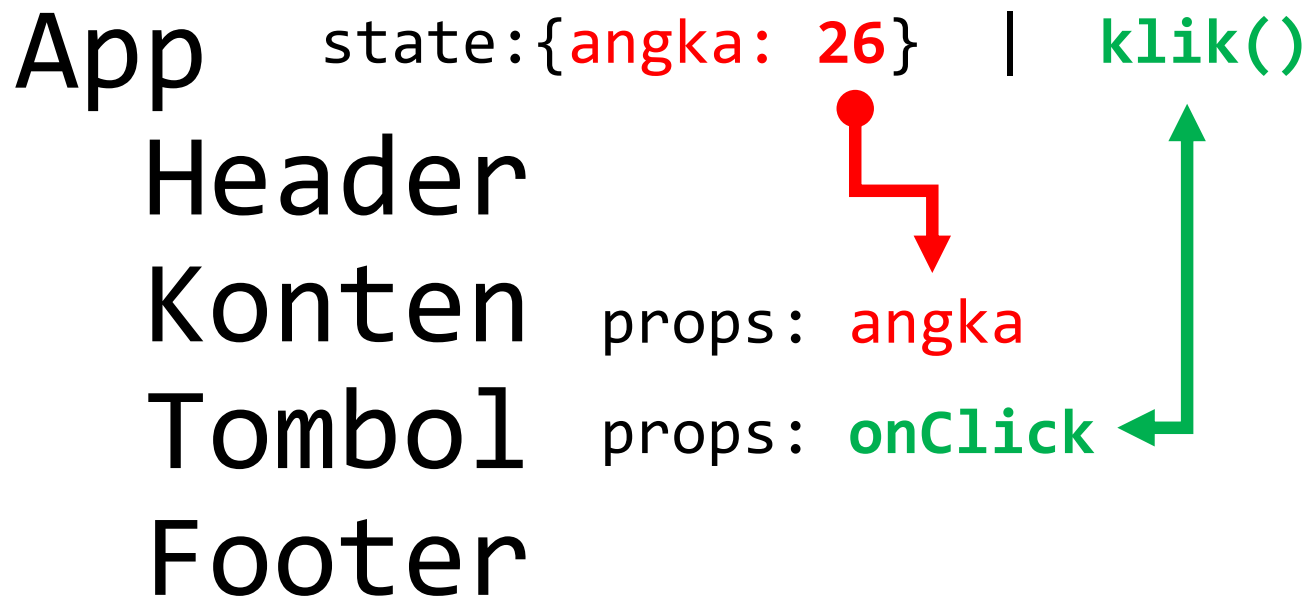 App state:{angka: 26} | klik()
Header
Konten props: angka
Tombol props: onClick
Footer